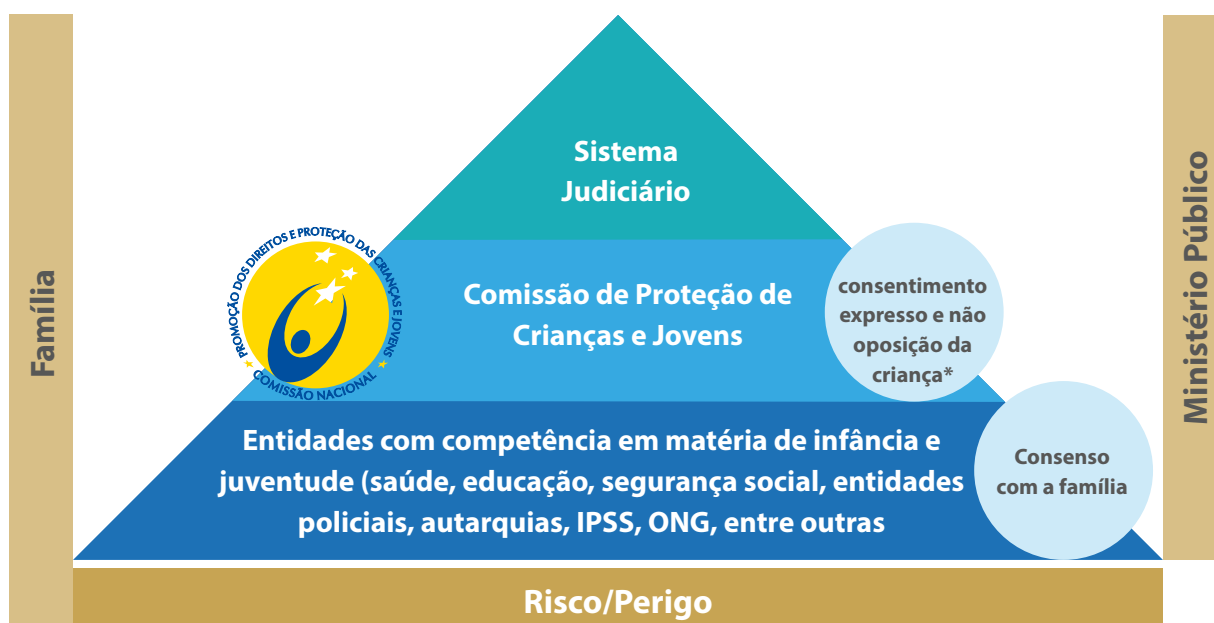 Família
Sistema
Judiciário
PROMOÇÃO DOS DIREITOS E PROTEÇÃO DAS CRIANÇAS E JOVENS
COMISSÃO NACIONAL
Comissão de Proteção de
Crianças e Jovens
consentimento
expresso e não
oposição da
criança*
Entidades com competência em matéria de infância e
juventude (saúde, educação, segurança social, entidades
policiais, autarquias, IPSS, ONG, entre outras
Consenso
com a família
Ministério Público
Risco/Perigo